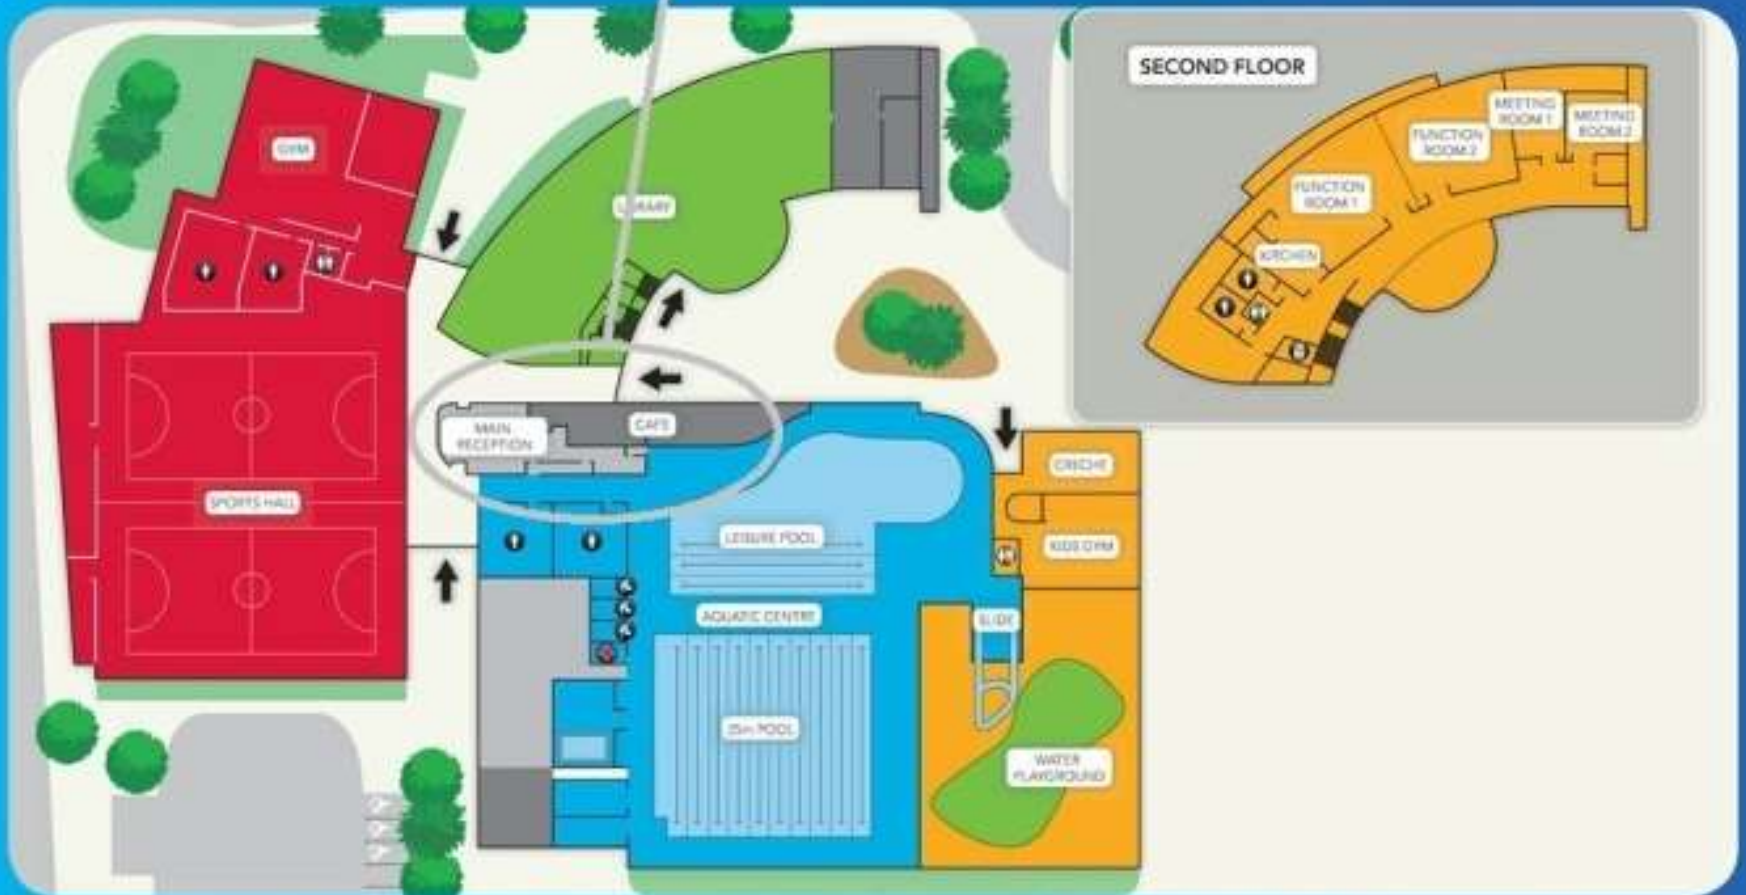 SECOND FLOOR
MEETING
ROOM 1
MEETING
ROOM 2
FUNCTION
ROOM 2
FUNCTION
ROOM 1
KITCHEN
GYM
LIBRARY
MAIN
RECEPTION
CAFE
CRECHE
SPORTS HALL
LEISURE POOL
KIDS GYM
AQUATIC CENTRE
SLIDE
25m POOL
WATER
PLAYGROUND